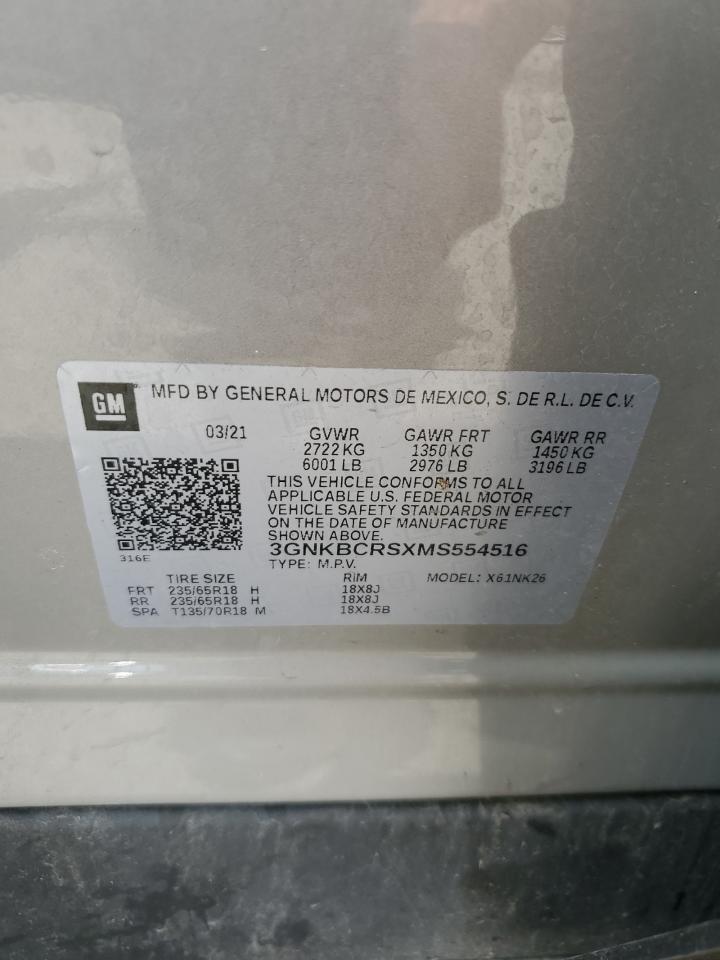 GM MFD BY GENERAL MOTORS DE MEXICO, S. DE R.L. DE C.V.
03/21 GVWR GAWR FRT GAWR RR
2722 KG 1350 KG 1450 KG
6001 LB 2976 LB 3196 LB
THIS VEHICLE CONFORMS TO ALL
APPLICABLE U.S. FEDERAL MOTOR
VEHICLE SAFETY STANDARDS IN EFFECT
ON THE DATE OF MANUFACTURE
SHOWN ABOVE.
3GNKBCRSXMS554516
316E
TYPE: M.P.V. MODEL: X61NK26
TIRE SIZE RIM
FRT 235/65R18 H 18X8J
RR 235/65R18 H 18X8J
SPA T135/70R18 M 18X4.5B